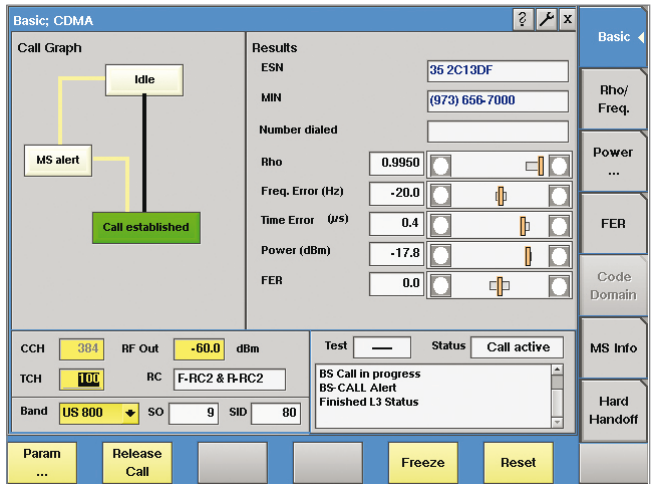 Basic; CDMA ? x
Basic
Call Graph
Idle
MS alert
Call established
Results
ESN 35 2C13DF
MIN (973) 656-7000
Number dialed
Rho 0.9950
Freq. Error (Hz) -20.0
Time Error (µs) 0.4
Power (dBm) -17.8
FER 0.0
Rho/
Freq.
Power
...
FER
Code
Domain
MS Info
Hard
Handoff
CCH 384 RF Out -60.0 dBm
TCH 100 RC F-RC2 & R-RC2
Band US 800 SO 9 SID 80
Test — Status Call active
BS Call in progress
BS-CALL Alert
Finished L3 Status
Param
...
Release
Call
Freeze
Reset